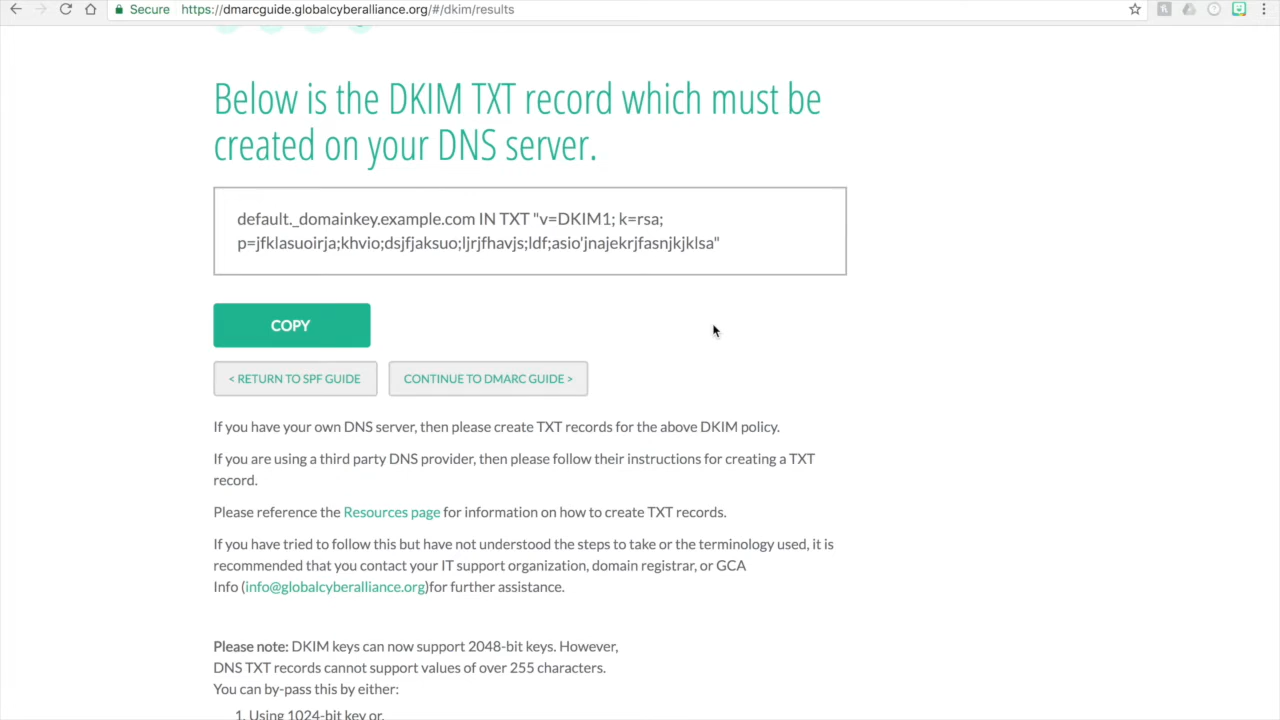 Secure https://dmarcguide.globalcyberalliance.org/#/dkim/results
Below is the DKIM TXT record which must be
created on your DNS server.
default._domainkey.example.com IN TXT "v=DKIM1; k=rsa;
p=jfklasuoirja;khvio;dsjfjaksuo;ljrjfhavjs;ldf;asio'jnajekrjfasnjkjklsa"
COPY
< RETURN TO SPF GUIDE CONTINUE TO DMARC GUIDE >
If you have your own DNS server, then please create TXT records for the above DKIM policy.
If you are using a third party DNS provider, then please follow their instructions for creating a TXT
record.
Please reference the Resources page for information on how to create TXT records.
If you have tried to follow this but have not understood the steps to take or the terminology used, it is
recommended that you contact your IT support organization, domain registrar, or GCA
Info (info@globalcyberalliance.org)for further assistance.
Please note: DKIM keys can now support 2048-bit keys. However,
DNS TXT records cannot support values of over 255 characters.
You can by-pass this by either:
1. Using 1024-bit key or,